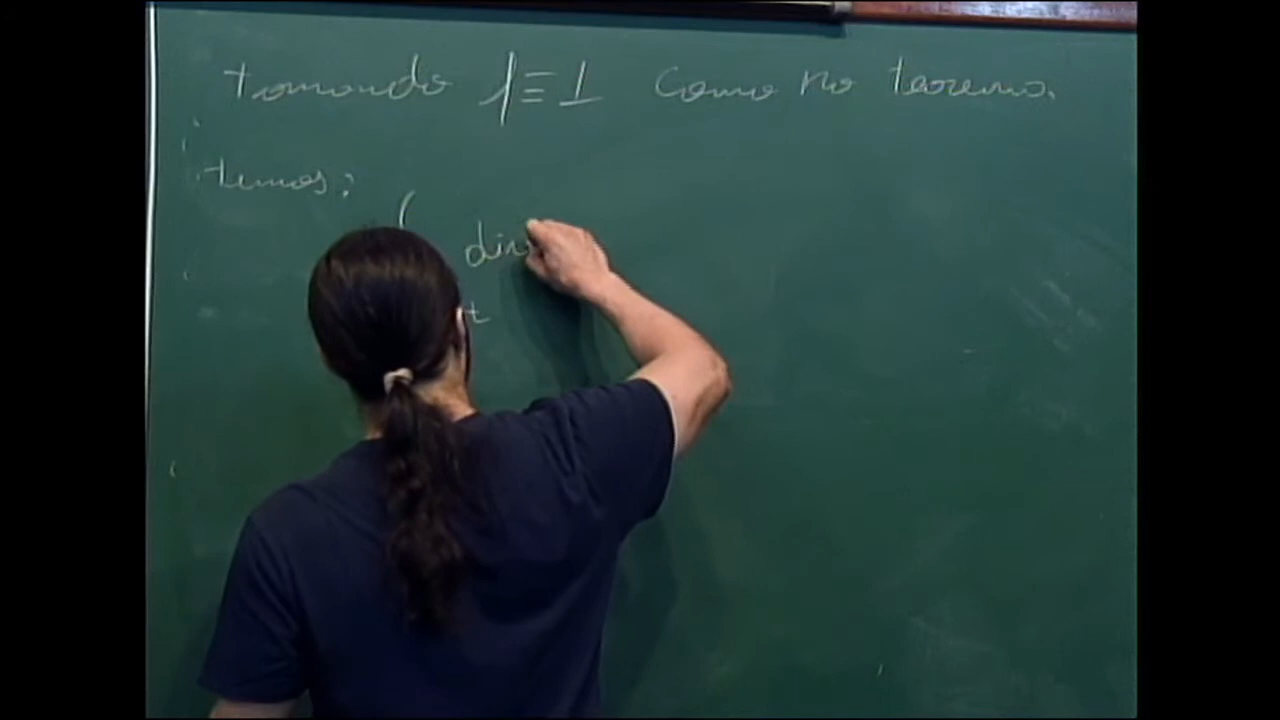 tomando f≡1 como no teorema.
temos:
( div
t